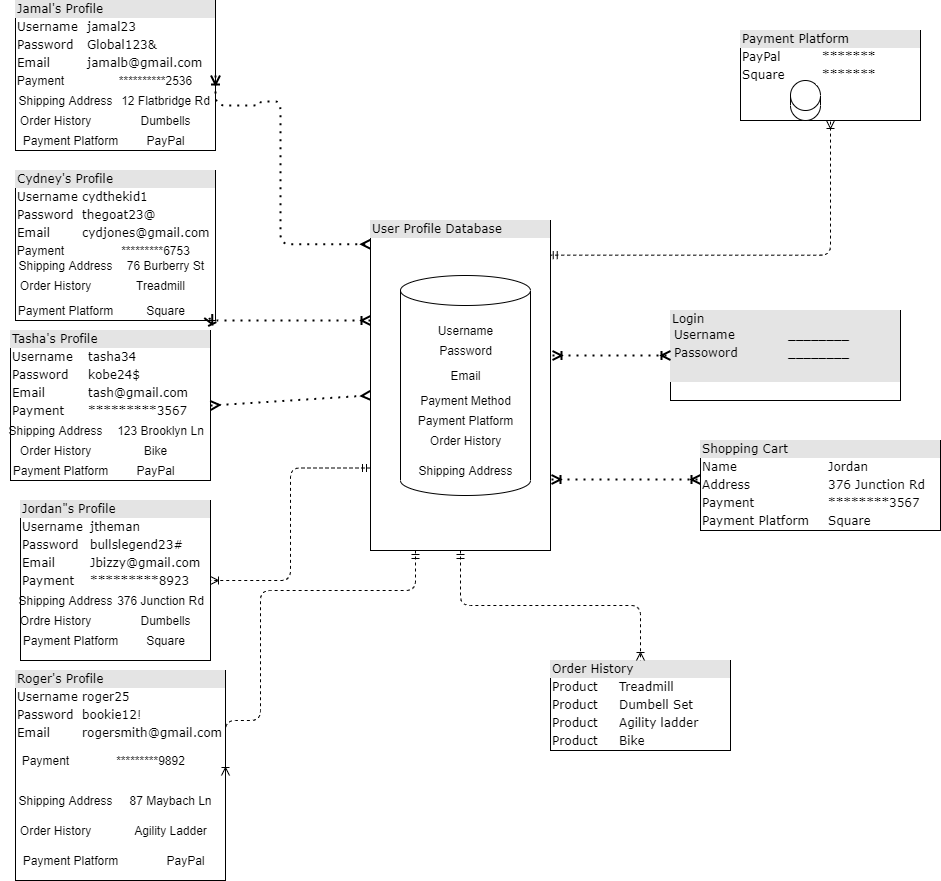 Jamal's Profile
Username jamal23
Password Global123&
Email jamalb@gmail.com
Payment **********2536
Shipping Address 12 Flatbridge Rd
Order History Dumbells
Payment Platform PayPal
Cydney's Profile
Username cydthekid1
Password thegoat23@
Email cydjones@gmail.com
Payment *********6753
Shipping Address 76 Burberry St
Order History Treadmill
Payment Platform Square
Tasha's Profile
Username tasha34
Password kobe24$
Email tash@gmail.com
Payment *********3567
Shipping Address 123 Brooklyn Ln
Order History Bike
Payment Platform PayPal
Jordan"s Profile
Username jtheman
Password bullslegend23#
Email Jbizzy@gmail.com
Payment *********8923
Shipping Address 376 Junction Rd
Ordre History Dumbells
Payment Platform Square
Roger's Profile
Username roger25
Password bookie12!
Email rogersmith@gmail.com
Payment *********9892
Shipping Address 87 Maybach Ln
Order History Agility Ladder
Payment Platform PayPal
User Profile Database
Username
Password
Email
Payment Method
Payment Platform
Order History
Shipping Address
Payment Platform
PayPal *******
Square *******
Login
Username ________
Passoword ________
Shopping Cart
Name Jordan
Address 376 Junction Rd
Payment ********3567
Payment Platform Square
Order History
Product Treadmill
Product Dumbell Set
Product Agility ladder
Product Bike